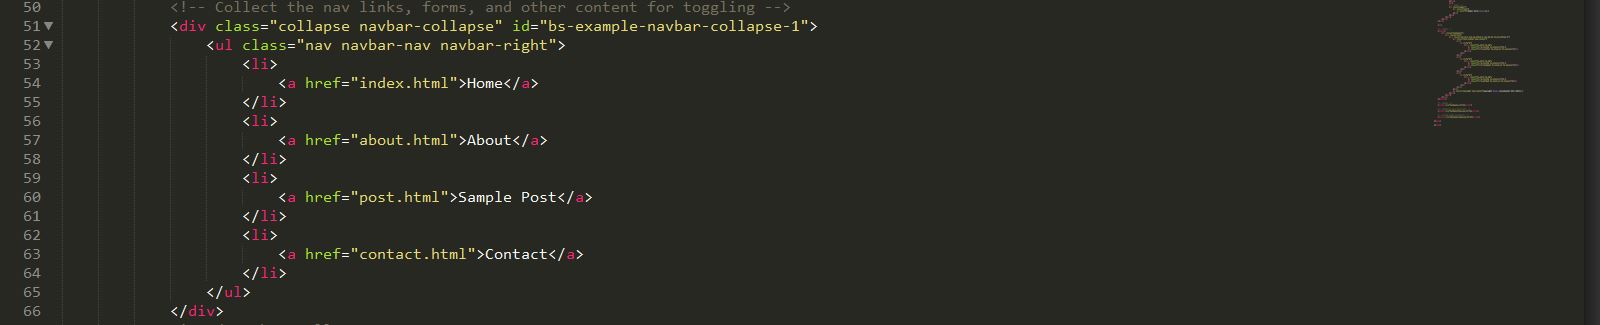 50 <!-- Collect the nav links, forms, and other content for toggling -->
51 <div class="collapse navbar-collapse" id="bs-example-navbar-collapse-1">
52 <ul class="nav navbar-nav navbar-right">
53 <li>
54 <a href="index.html">Home</a>
55 </li>
56 <li>
57 <a href="about.html">About</a>
58 </li>
59 <li>
60 <a href="post.html">Sample Post</a>
61 </li>
62 <li>
63 <a href="contact.html">Contact</a>
64 </li>
65 </ul>
66 </div>